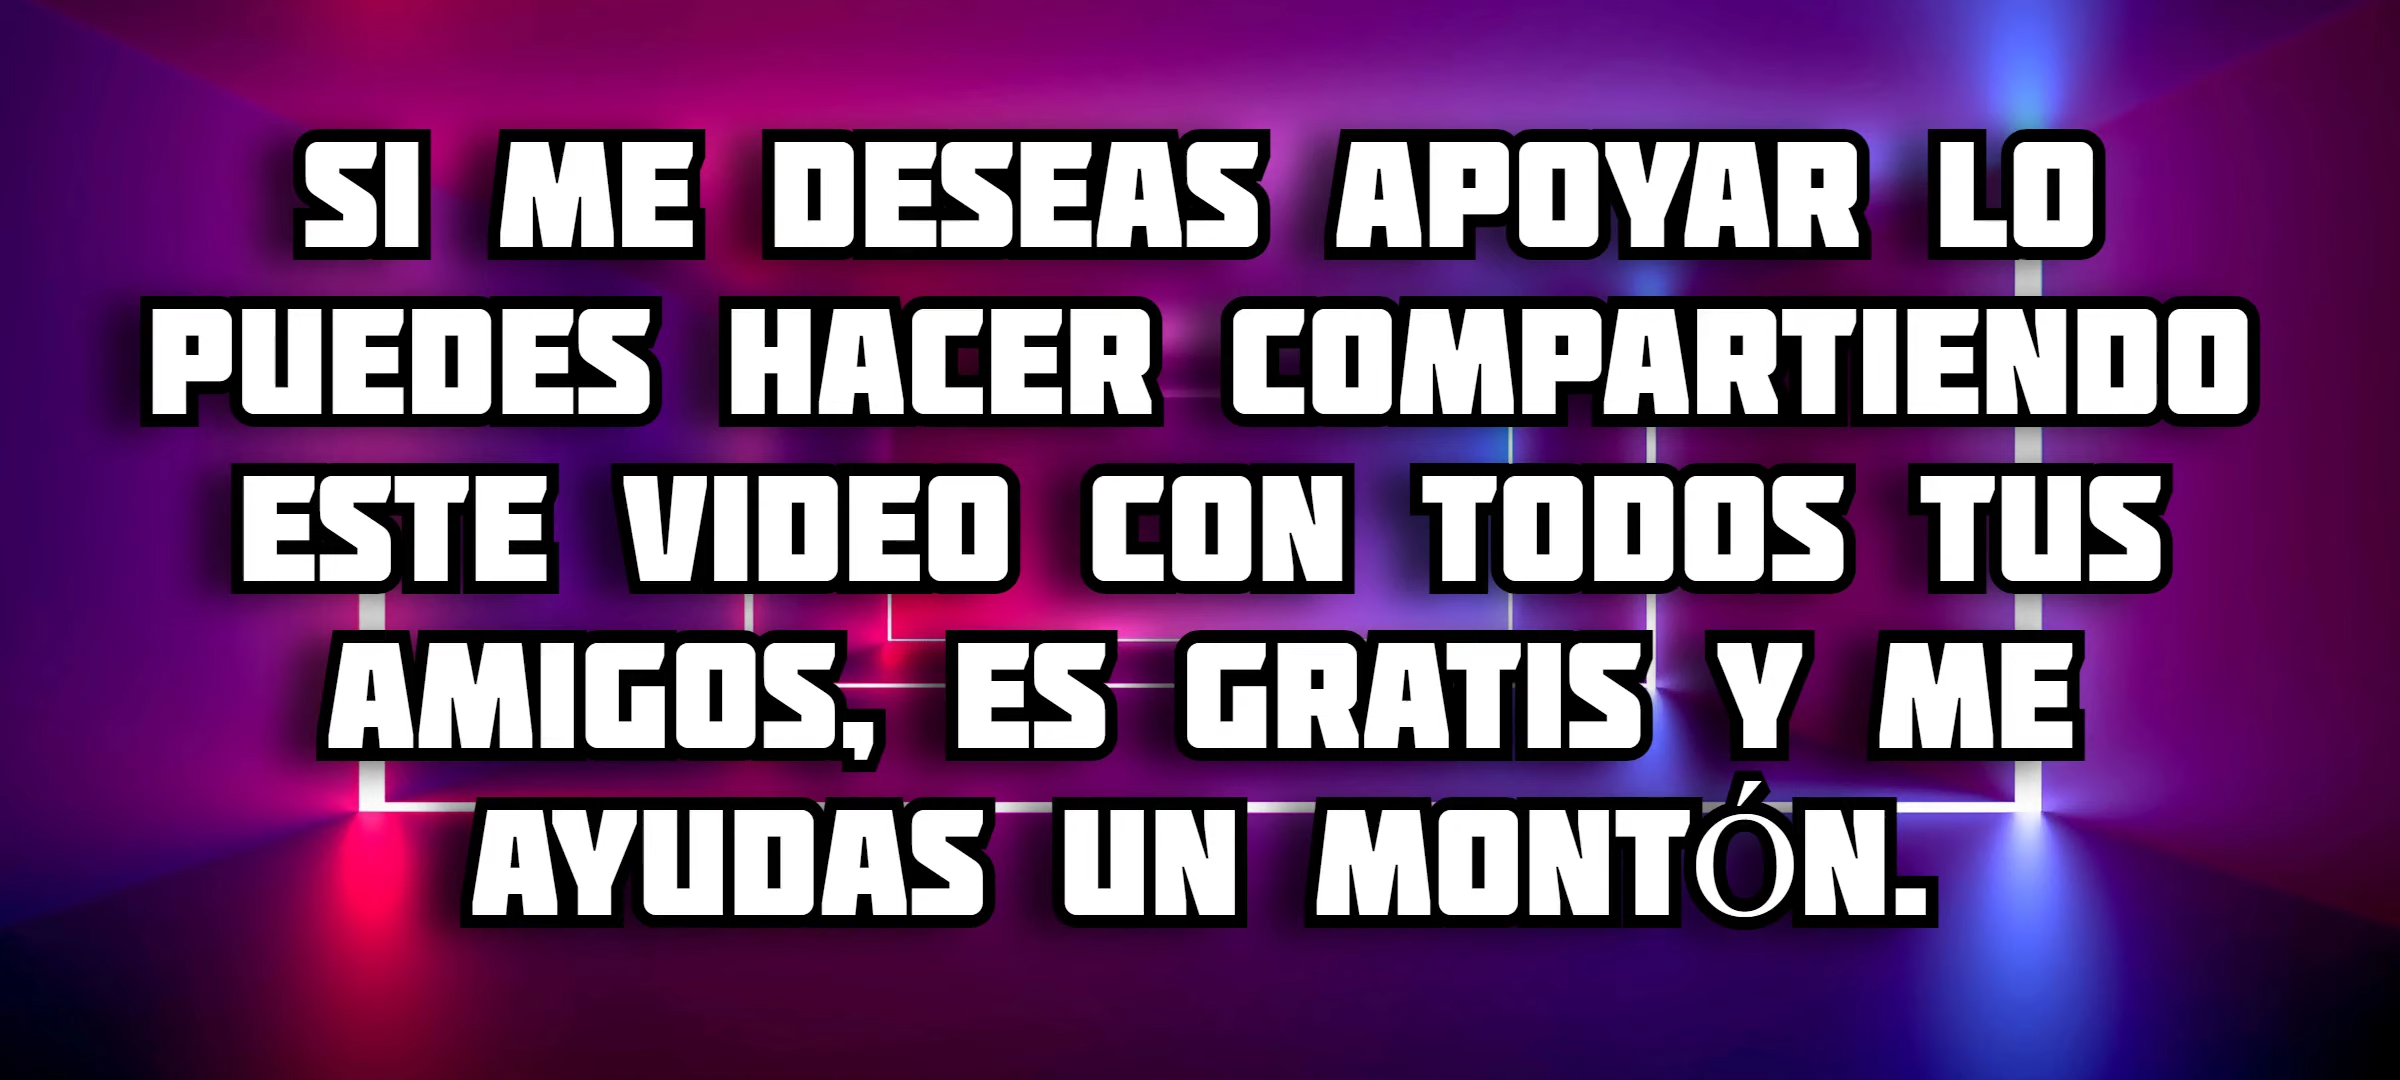 SI ME DESEAS APOYAR LO
PUEDES HACER COMPARTIENDO
ESTE VIDEO CON TODOS TUS
AMIGOS, ES GRATIS Y ME
AYUDAS UN MONTÓN.